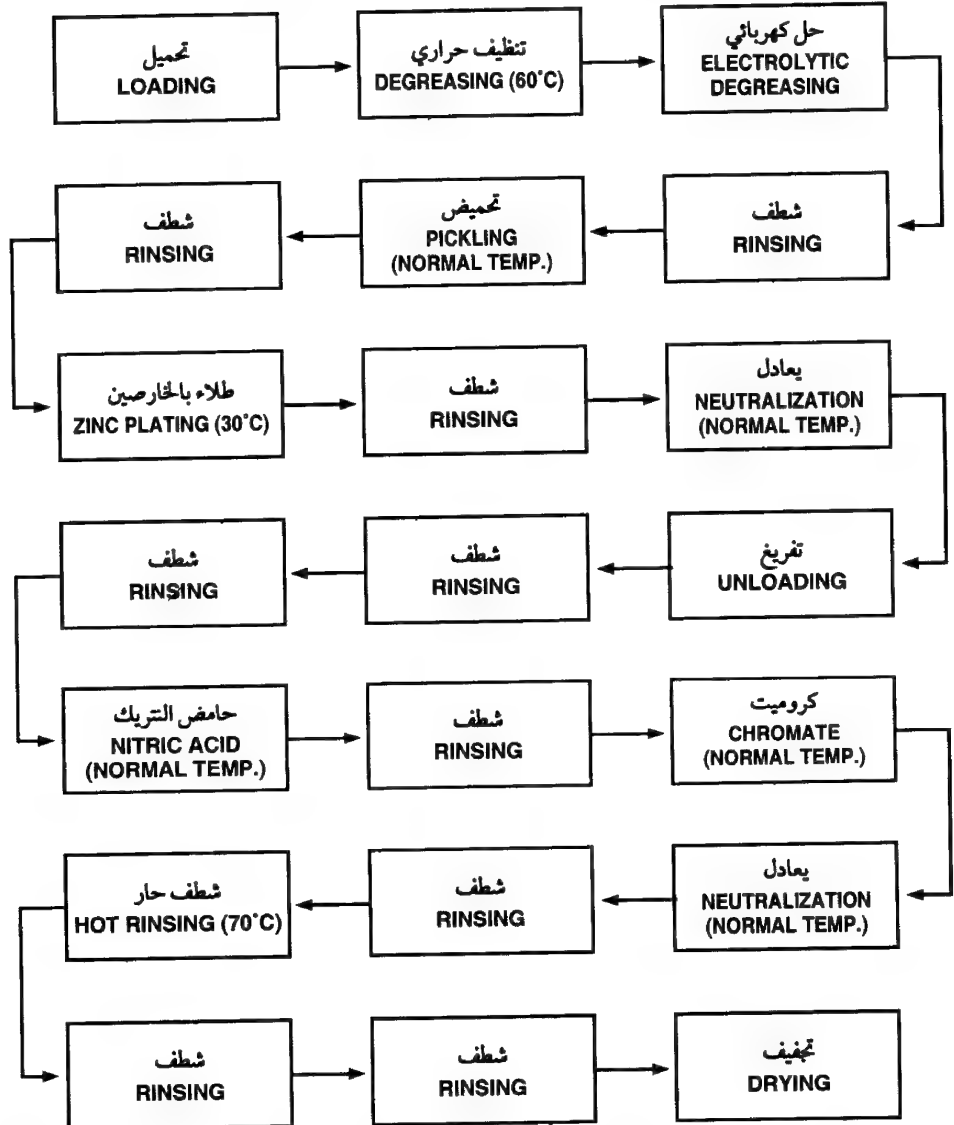 تحميل
LOADING
تنظيف حراري
DEGREASING (60°C)
حل كهربائي
ELECTROLYTIC
DEGREASING
شطف
RINSING
تحميض
PICKLING
(NORMAL TEMP.)
شطف
RINSING
طلاء بالخارصين
ZINC PLATING (30°C)
شطف
RINSING
يعادل
NEUTRALIZATION
(NORMAL TEMP.)
تفريغ
UNLOADING
شطف
RINSING
شطف
RINSING
حامض النتريك
NITRIC ACID
(NORMAL TEMP.)
شطف
RINSING
كروميت
CHROMATE
(NORMAL TEMP.)
يعادل
NEUTRALIZATION
(NORMAL TEMP.)
شطف
RINSING
شطف حار
HOT RINSING (70°C)
شطف
RINSING
شطف
RINSING
تجفيف
DRYING